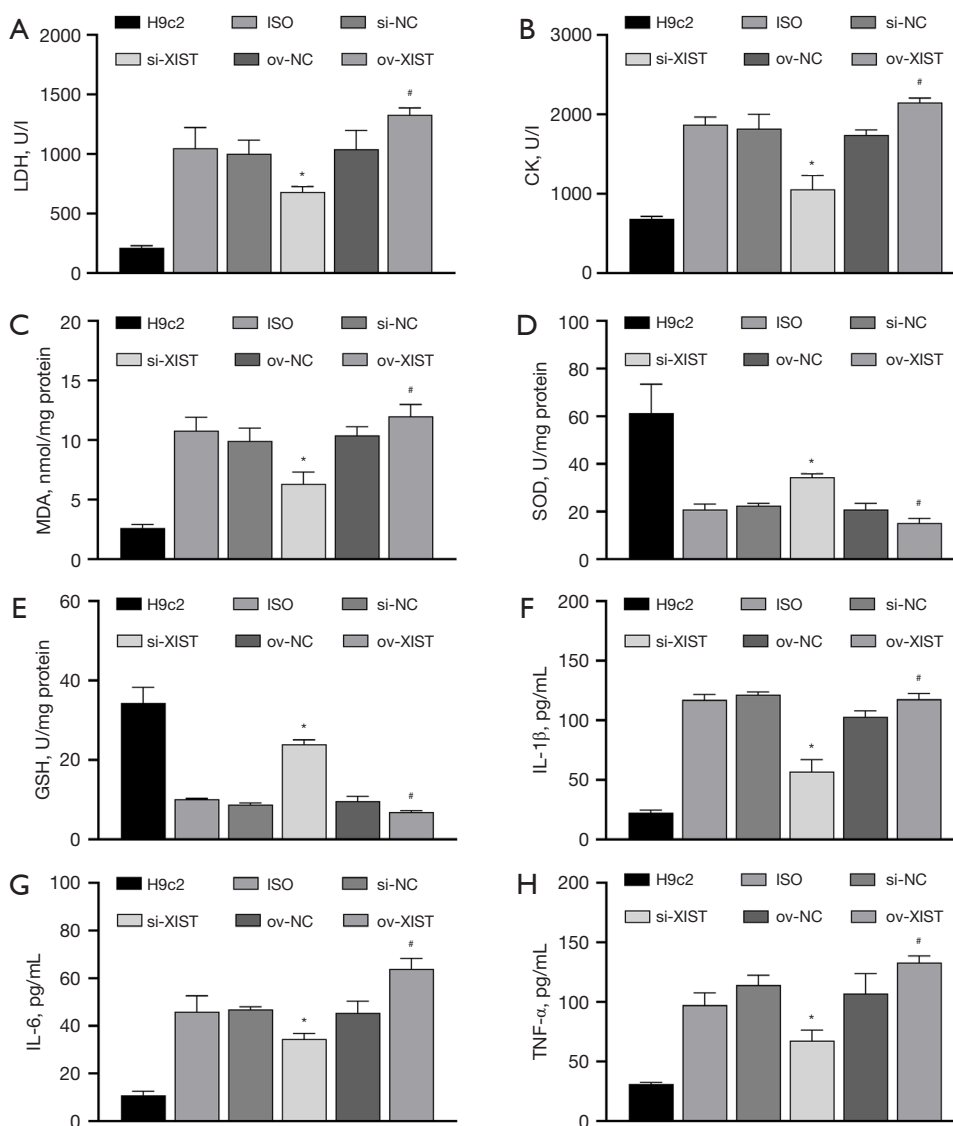 A
2000
1500
1000
500
0
LDH, U/l
H9c2 ISO si-NC
si-XIST ov-NC ov-XIST
*
#
B
3000
2000
1000
0
CK, U/l
H9c2 ISO si-NC
si-XIST ov-NC ov-XIST
*
#
C
20
15
10
5
0
MDA, nmol/mg protein
H9c2 ISO si-NC
si-XIST ov-NC ov-XIST
*
#
D
100
80
60
40
20
0
SOD, U/mg protein
H9c2 ISO si-NC
si-XIST ov-NC ov-XIST
*
#
E
60
40
20
0
GSH, U/mg protein
H9c2 ISO si-NC
si-XIST ov-NC ov-XIST
*
#
F
200
150
100
50
0
IL-1β, pg/mL
H9c2 ISO si-NC
si-XIST ov-NC ov-XIST
*
#
G
100
80
60
40
20
0
IL-6, pg/mL
H9c2 ISO si-NC
si-XIST ov-NC ov-XIST
*
#
H
200
150
100
50
0
TNF-α, pg/mL
H9c2 ISO si-NC
si-XIST ov-NC ov-XIST
*
#